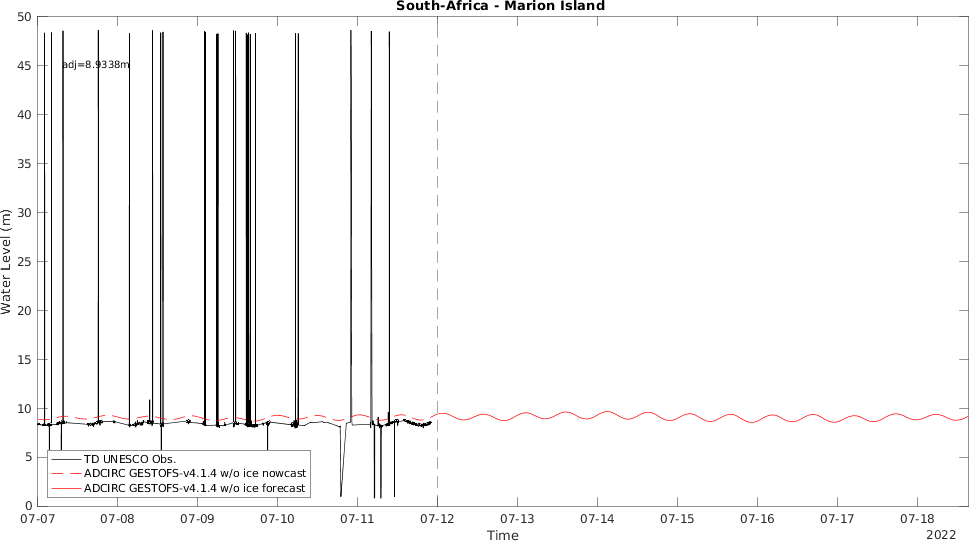 South-Africa - Marion Island
50
45
40
35
30
25
20
15
10
5
0
Water Level (m)
adj=8.9338m
TD UNESCO Obs.
ADCIRC GESTOFS-v4.1.4 w/o ice nowcast
ADCIRC GESTOFS-v4.1.4 w/o ice forecast
07-07 07-08 07-09 07-10 07-11 07-12 07-13 07-14 07-15 07-16 07-17 07-18
Time
2022